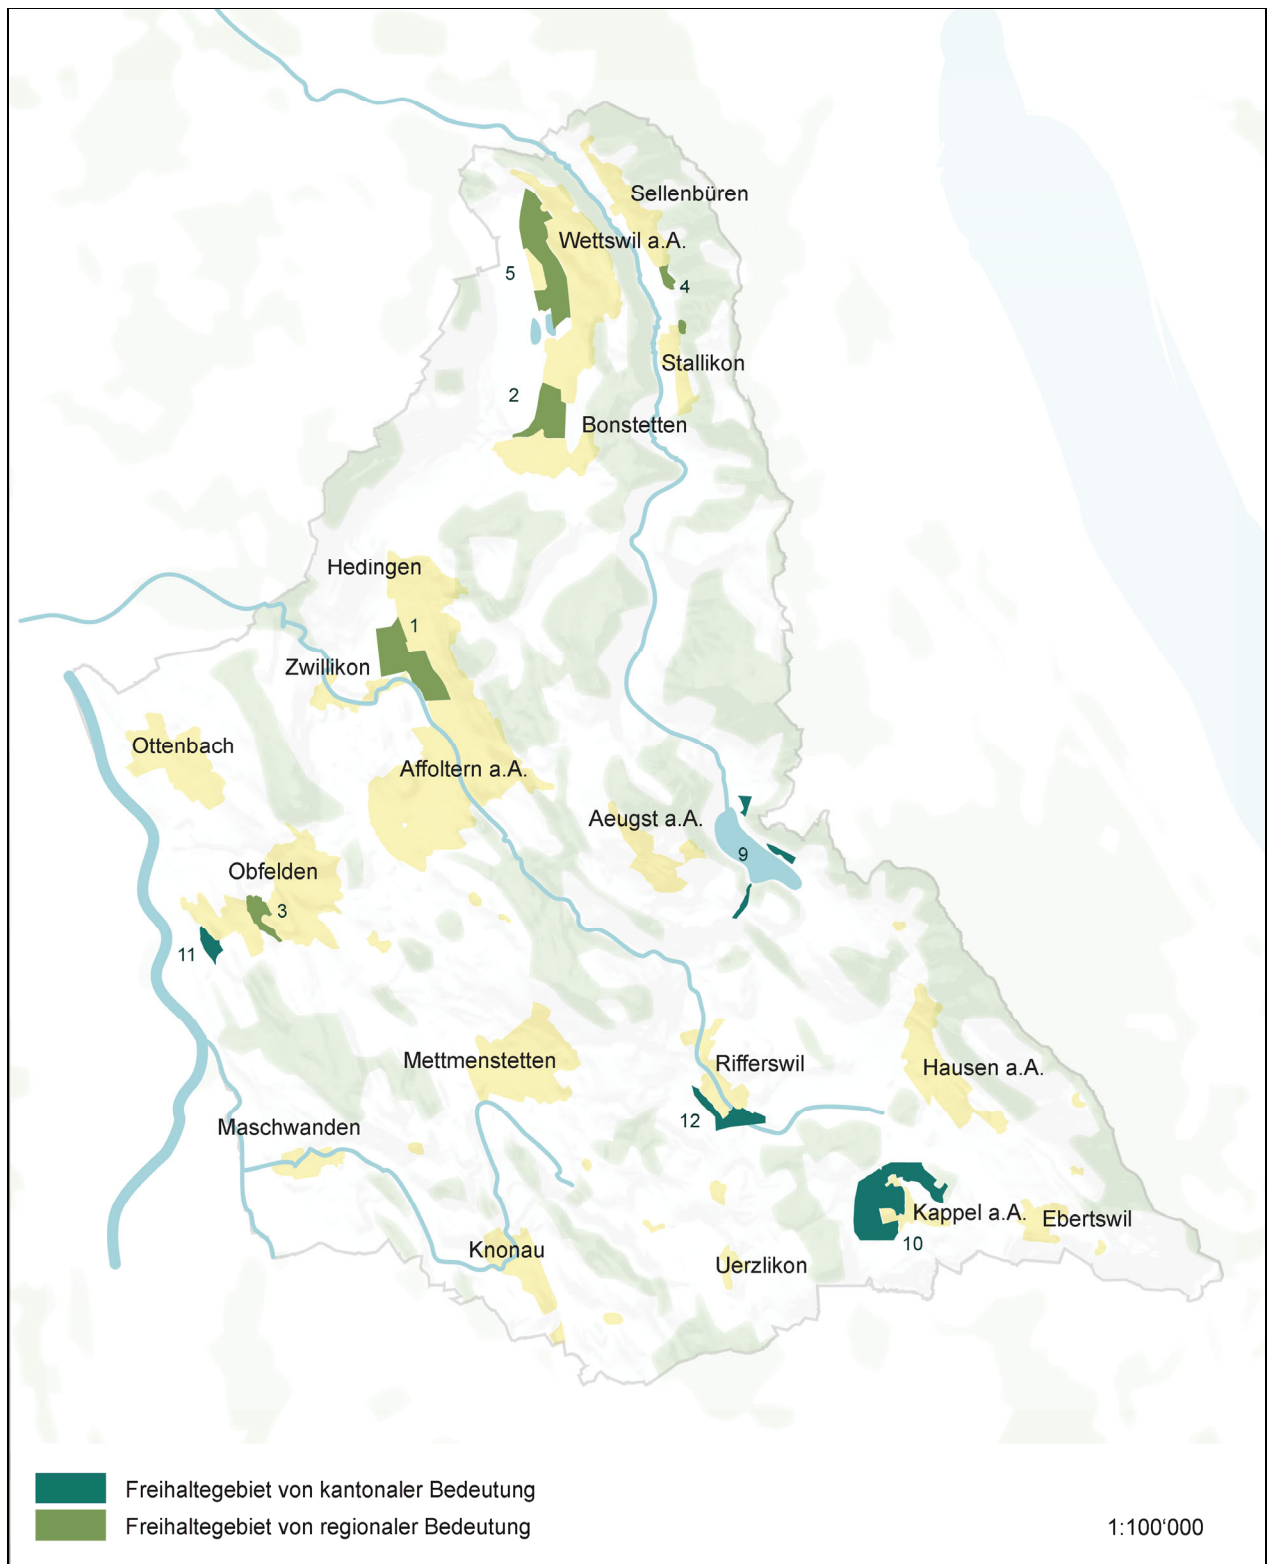 Sellenbüren
Wettswil a.A.
5
4
Stallikon
2
Bonstetten
Hedingen
1
Zwillikon
Ottenbach
Affoltern a.A.
Aeugst a.A.
9
Obfelden
3
11
Mettmenstetten
Rifferswil
Hausen a.A.
12
Maschwanden
Kappel a.A.
Ebertswil
10
Knonau
Uerzlikon
Freihaltegebiet von kantonaler Bedeutung
Freihaltegebiet von regionaler Bedeutung
1:100‘000